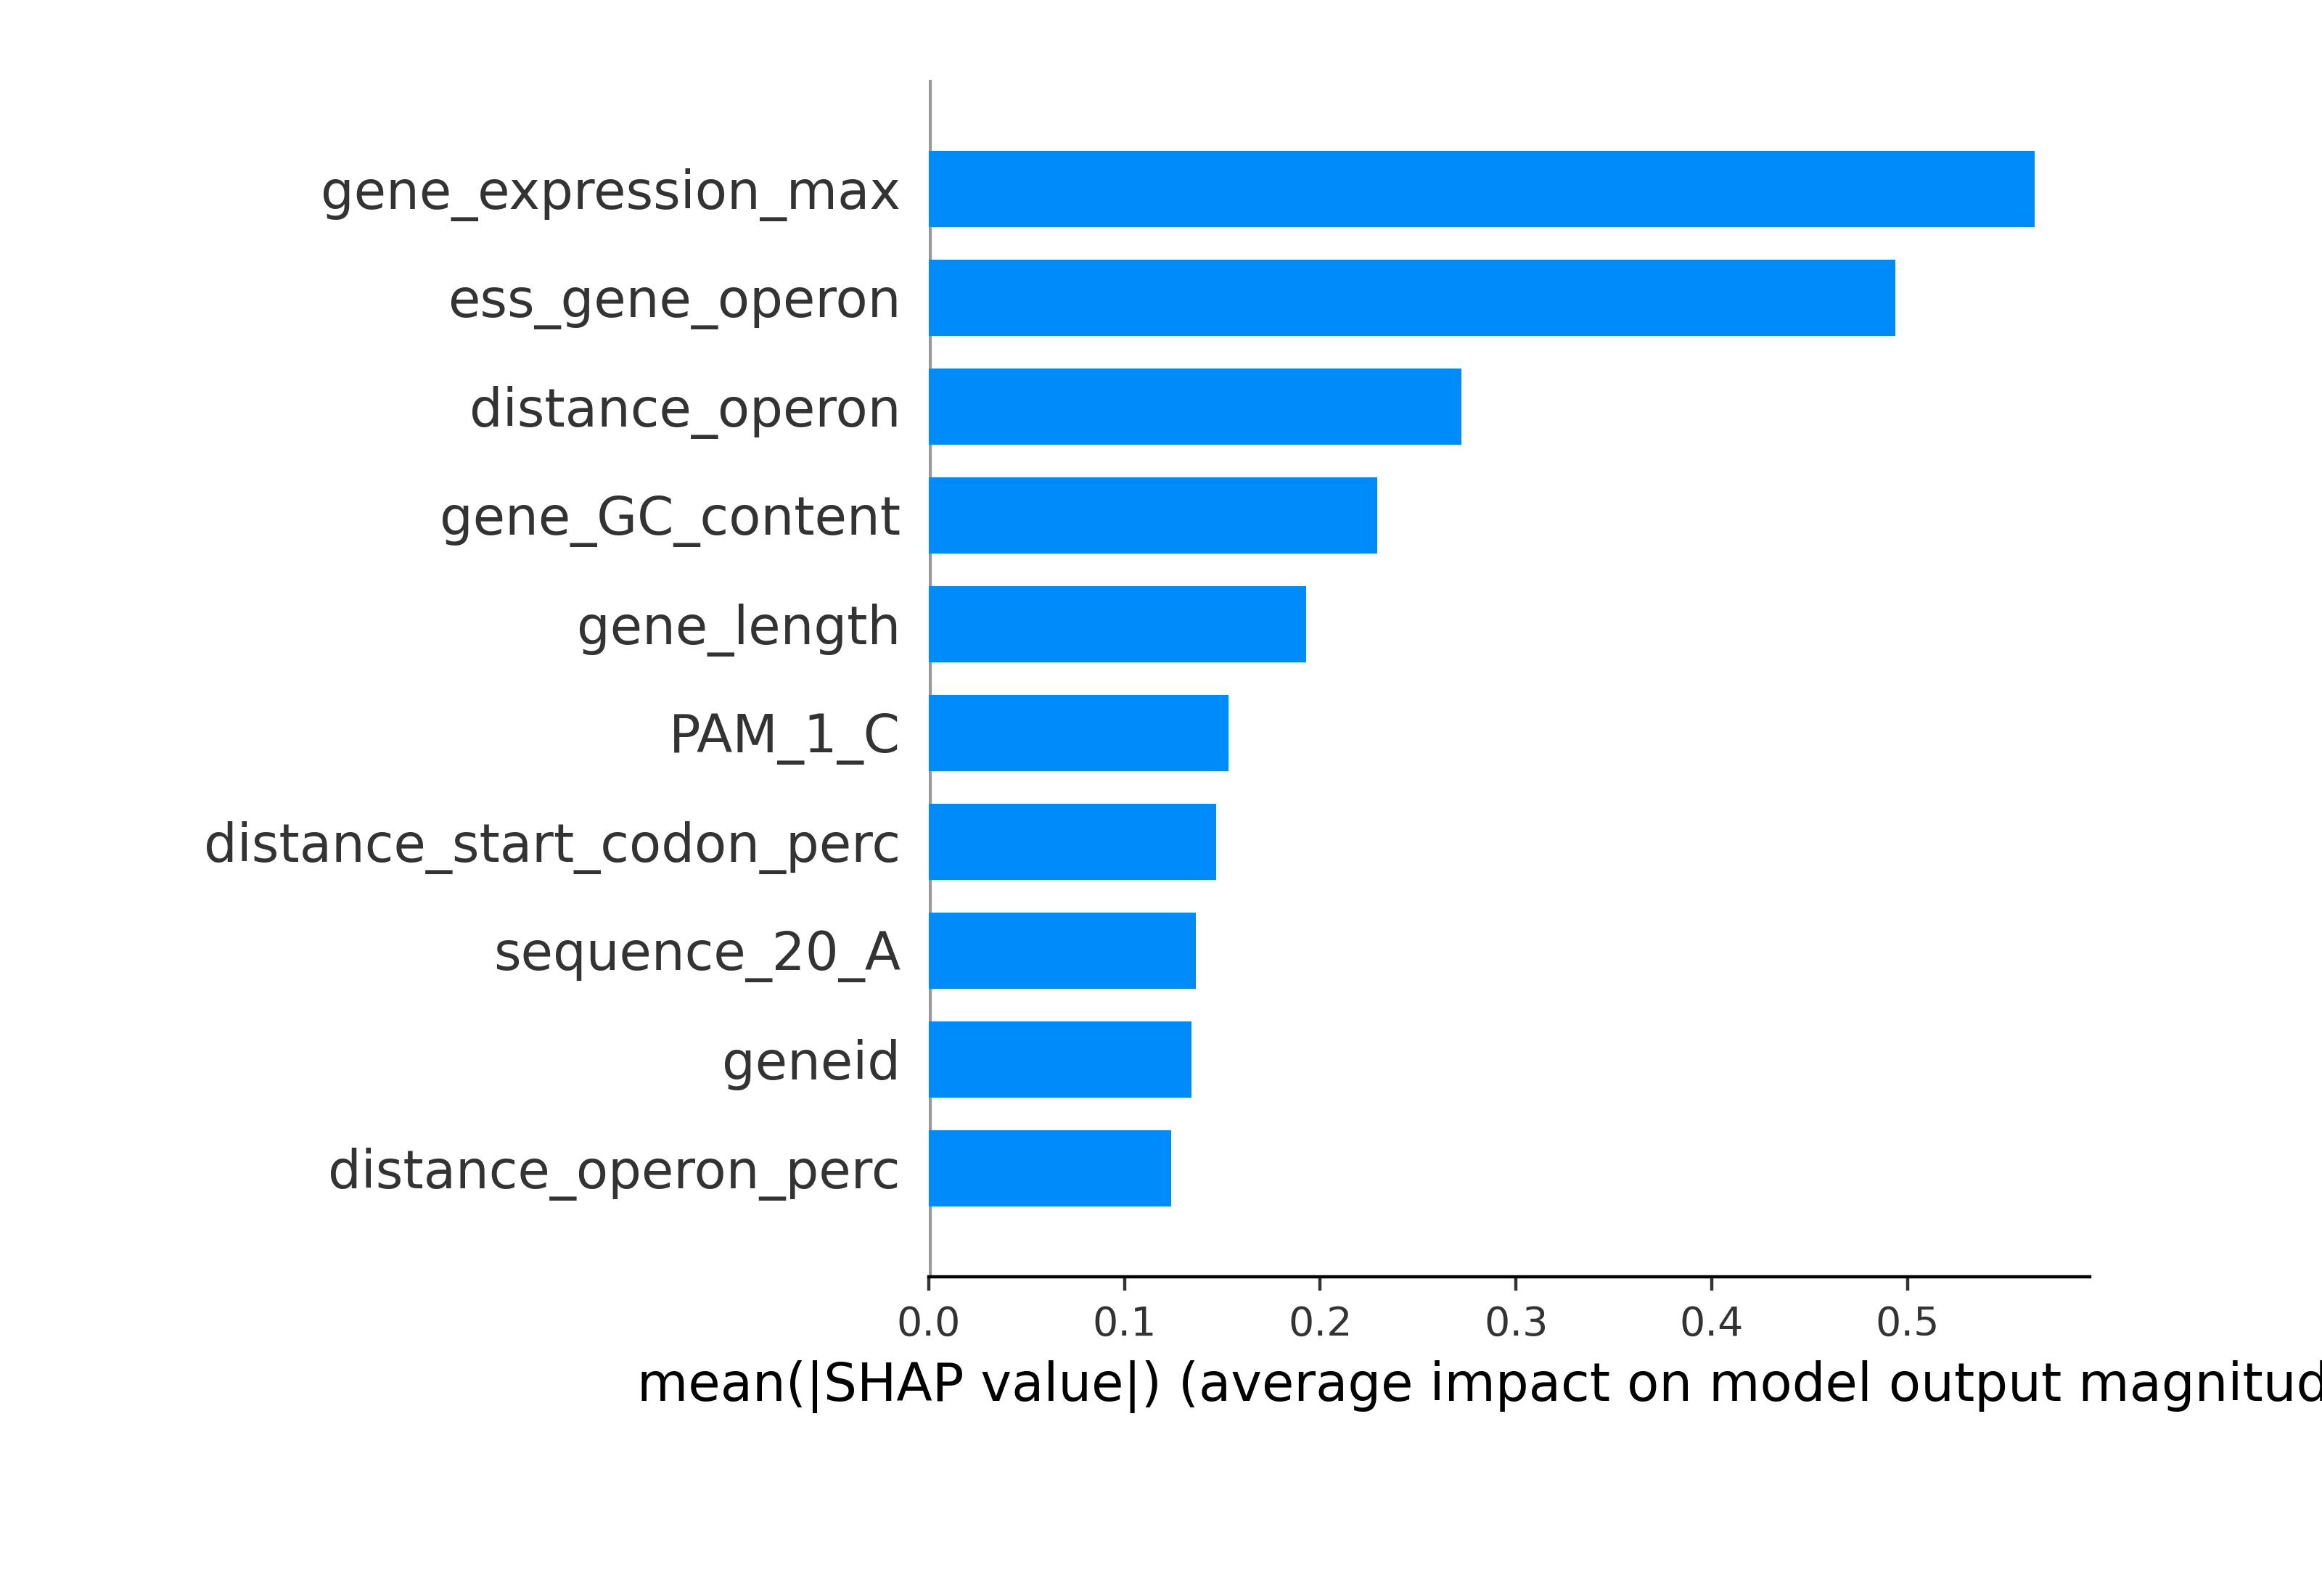 gene_expression_max
ess_gene_operon
distance_operon
gene_GC_content
gene_length
PAM_1_C
distance_start_codon_perc
sequence_20_A
geneid
distance_operon_perc
0.0 0.1 0.2 0.3 0.4 0.5
mean(|SHAP value|) (average impact on model output magnitud